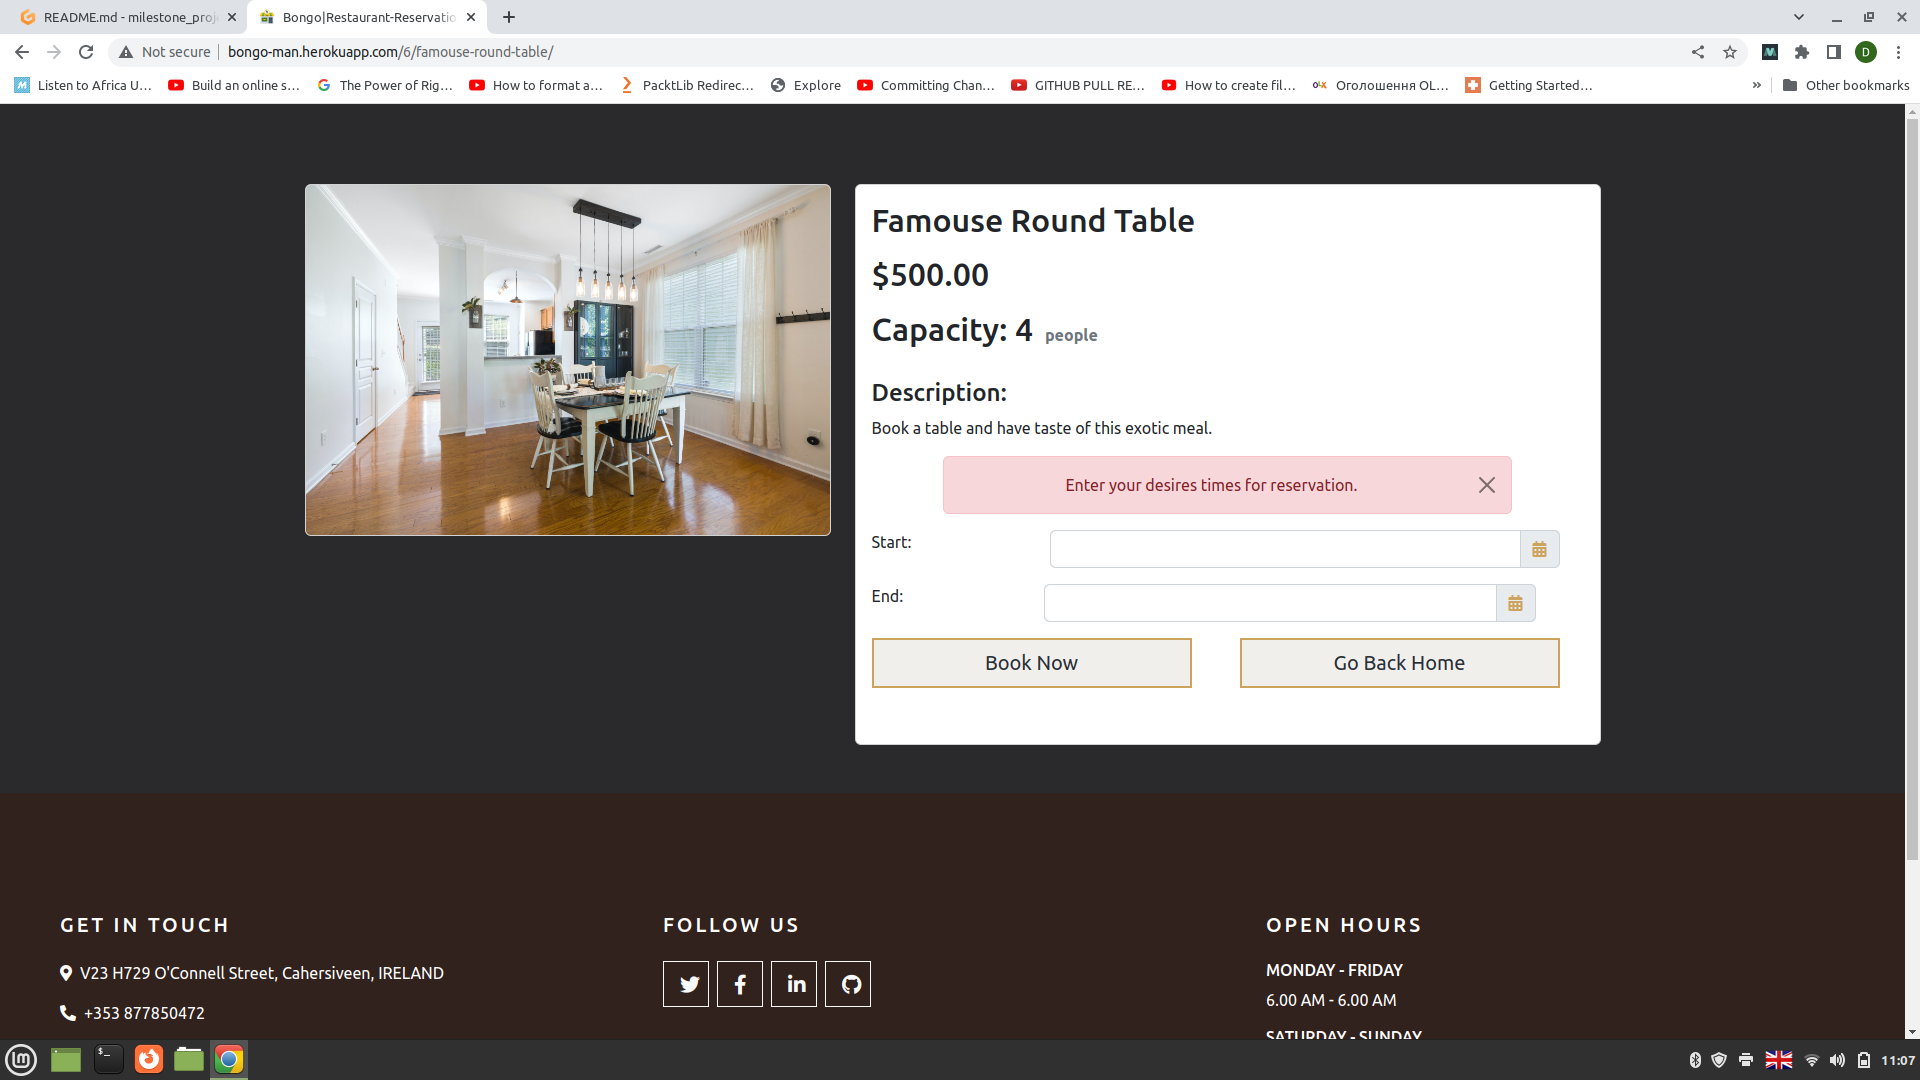 README.md - milestone_proj
Bongo|Restaurant-Reservatio
Not secure
bongo-man.herokuapp.com/6/famouse-round-table/
D
Listen to Africa U…
Build an online s…
The Power of Rig…
How to format a…
PacktLib Redirec…
Explore
Committing Chan…
GITHUB PULL RE…
How to create fil…
Оголошення OL…
Getting Started…
»
Other bookmarks
Famouse Round Table
$500.00
Capacity: 4 people
Description:
Book a table and have taste of this exotic meal.
Enter your desires times for reservation.
Start:
End:
Book Now
Go Back Home
GET IN TOUCH
V23 H729 O'Connell Street, Cahersiveen, IRELAND
+353 877850472
FOLLOW US
OPEN HOURS
MONDAY - FRIDAY
6.00 AM - 6.00 AM
SATURDAY - SUNDAY
11:07